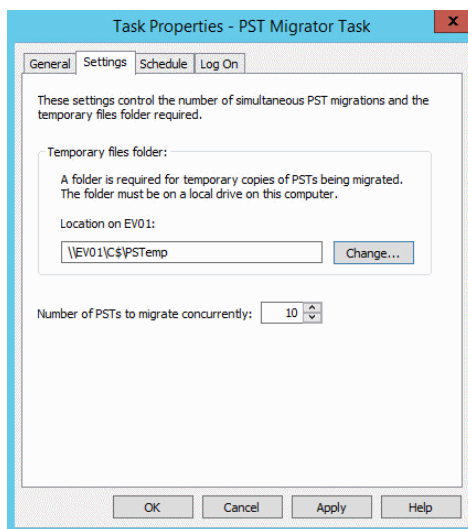 Task Properties - PST Migrator Task
x
General Settings Schedule Log On
These settings control the number of simultaneous PST migrations and the
temporary files folder required.
Temporary files folder:
A folder is required for temporary copies of PSTs being migrated.
The folder must be on a local drive on this computer.
Location on EV01:
\\EV01\C$\PSTemp Change...
Number of PSTs to migrate concurrently: 10
OK Cancel Apply Help